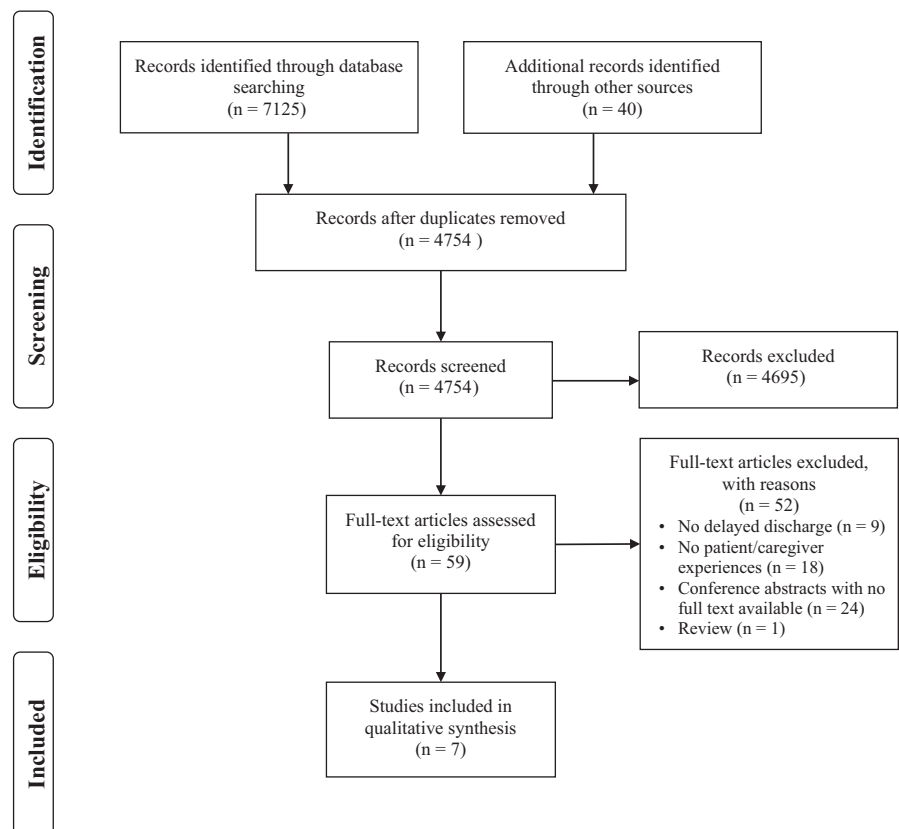 Identification
Records identified through database
searching
(n = 7125)
Additional records identified
through other sources
(n = 40)
Records after duplicates removed
(n = 4754 )
Screening
Records screened
(n = 4754)
Records excluded
(n = 4695)
Eligibility
Full-text articles assessed
for eligibility
(n = 59)
Full-text articles excluded,
with reasons
(n = 52)
• No delayed discharge (n = 9)
• No patient/caregiver
experiences (n = 18)
• Conference abstracts with no
full text available (n = 24)
• Review (n = 1)
Included
Studies included in
qualitative synthesis
(n = 7)